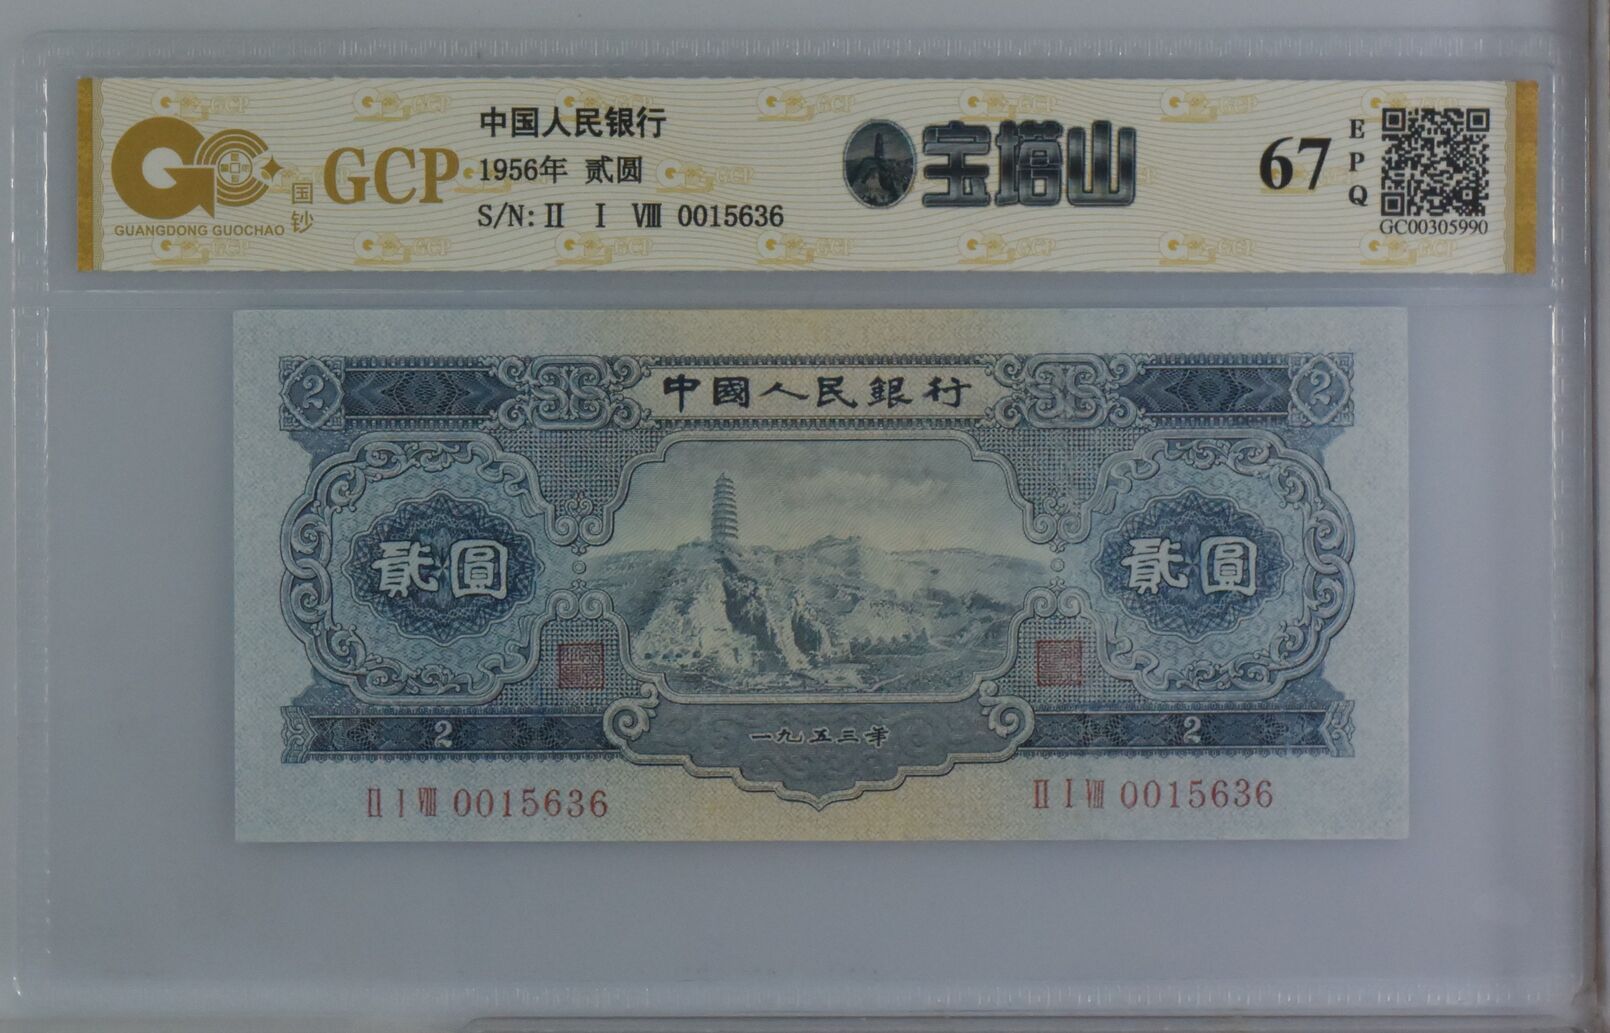 中国人民银行
1956年 贰圆
S/N: II I VIII 0015636
GCP
国钞
GUANGDONG GUOCHAO
宝塔山
67
EPQ
GC00305990
2
中國人民銀行
2
貳圓
貳圓
2
一九五三年
2
II I VIII 0015636
II I VIII 0015636